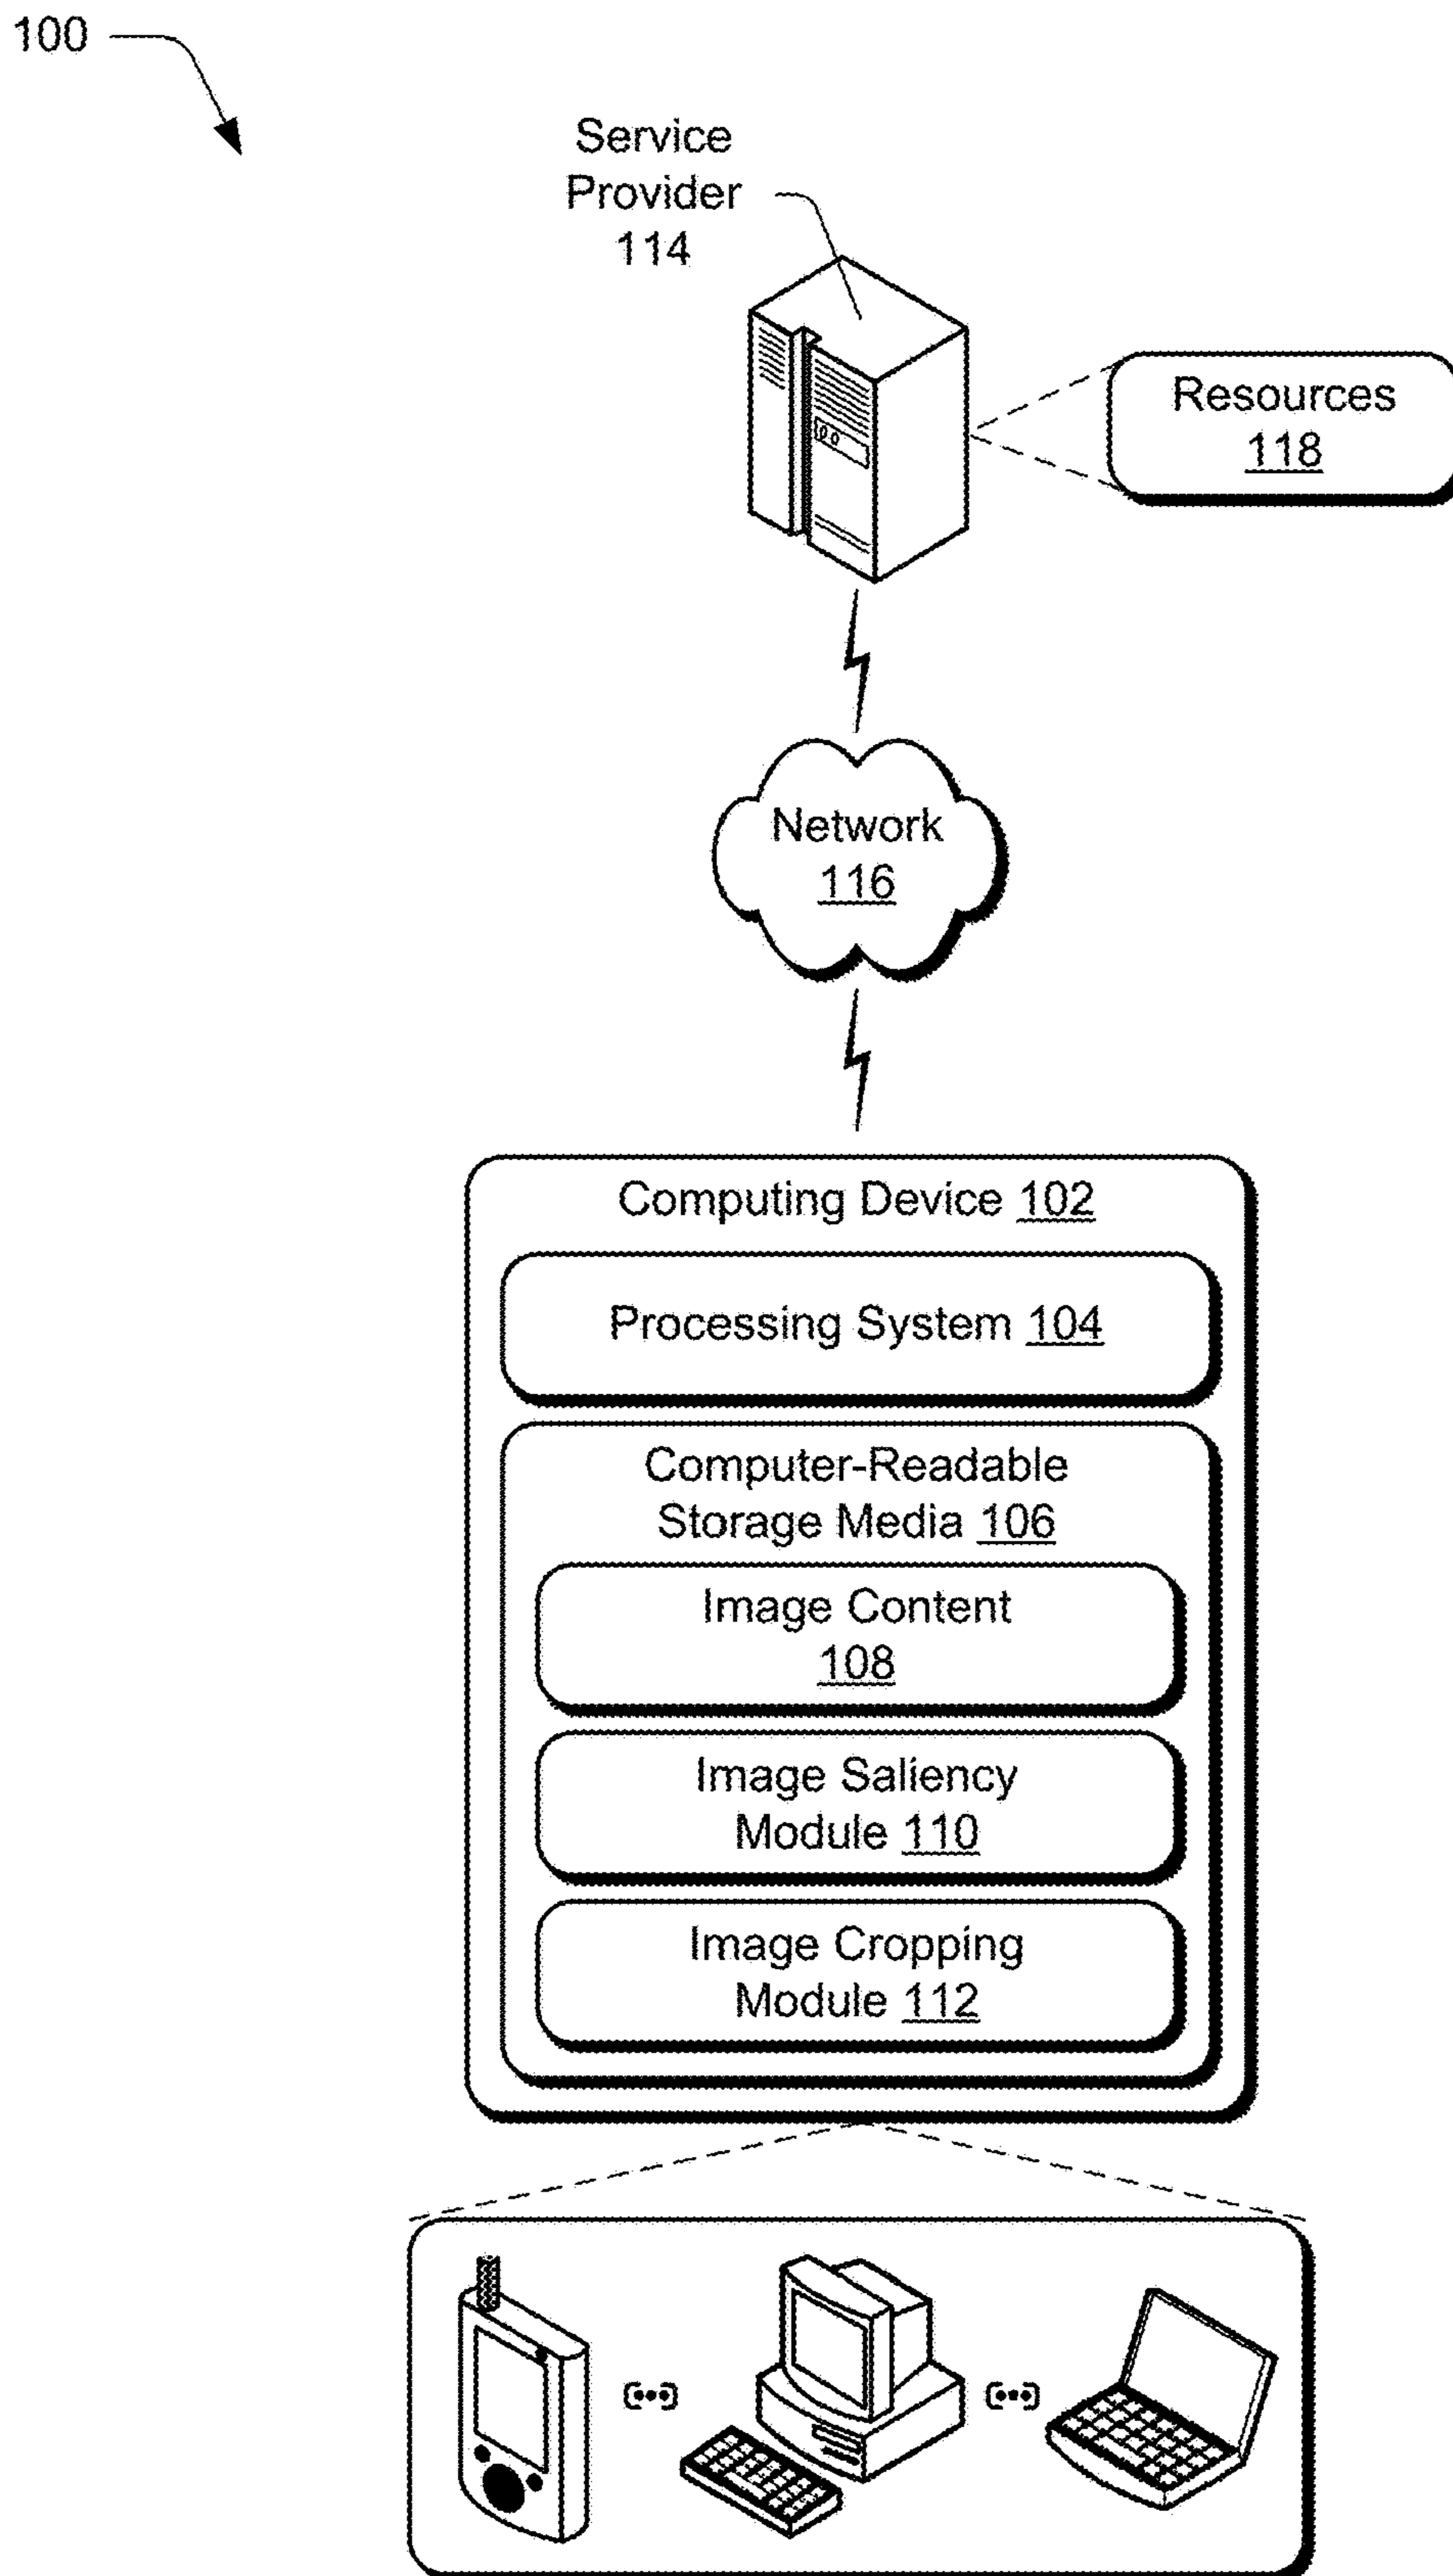 100
Service
Provider
114
Resources
118
Network
116
Computing Device 102
Processing System 104
Computer-Readable
Storage Media 106
Image Content
108
Image Saliency
Module 110
Image Cropping
Module 112